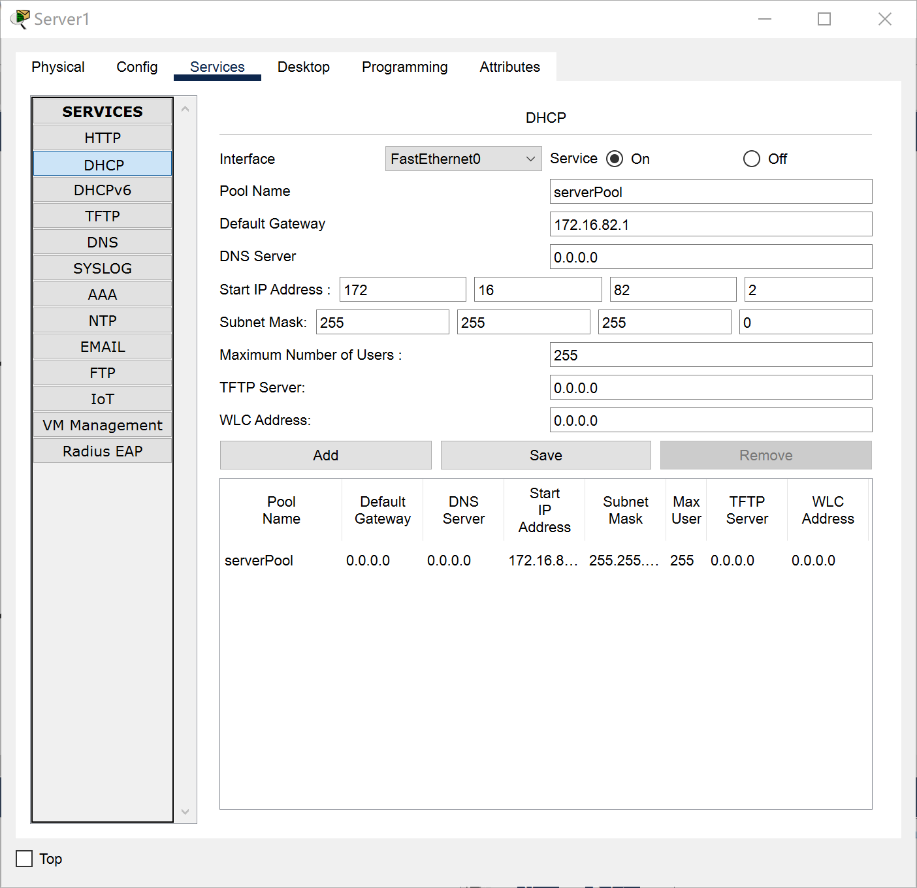 Server1
Physical Config Services Desktop Programming Attributes
SERVICES
HTTP
DHCP
DHCPv6
TFTP
DNS
SYSLOG
AAA
NTP
EMAIL
FTP
IoT
VM Management
Radius EAP
DHCP
Interface FastEthernet0 Service On Off
Pool Name serverPool
Default Gateway 172.16.82.1
DNS Server 0.0.0.0
Start IP Address : 172 16 82 2
Subnet Mask: 255 255 255 0
Maximum Number of Users : 255
TFTP Server: 0.0.0.0
WLC Address: 0.0.0.0
Add Save Remove
Pool Name Default Gateway DNS Server Start IP Address Subnet Mask Max User TFTP Server WLC Address
serverPool 0.0.0.0 0.0.0.0 172.16.8... 255.255.... 255 0.0.0.0 0.0.0.0
Top